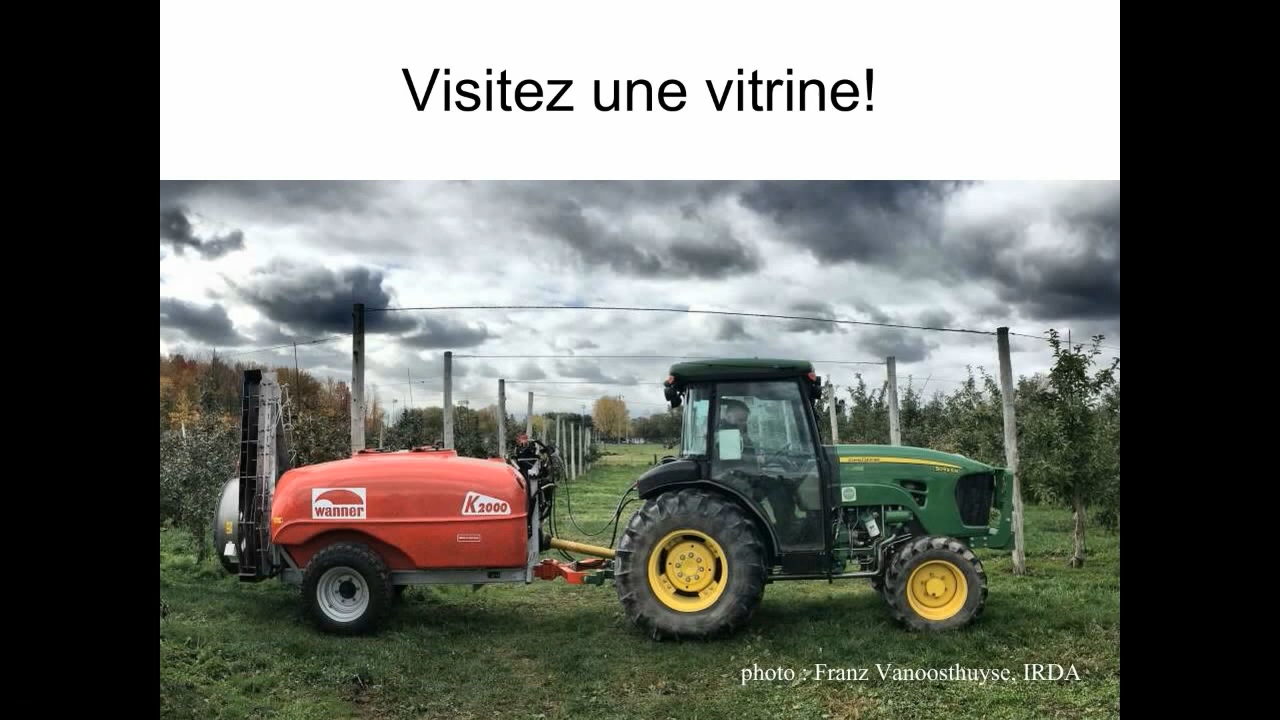 Visitez une vitrine!
wanner
K2000
photo : Franz Vanoosthuyse, IRDA